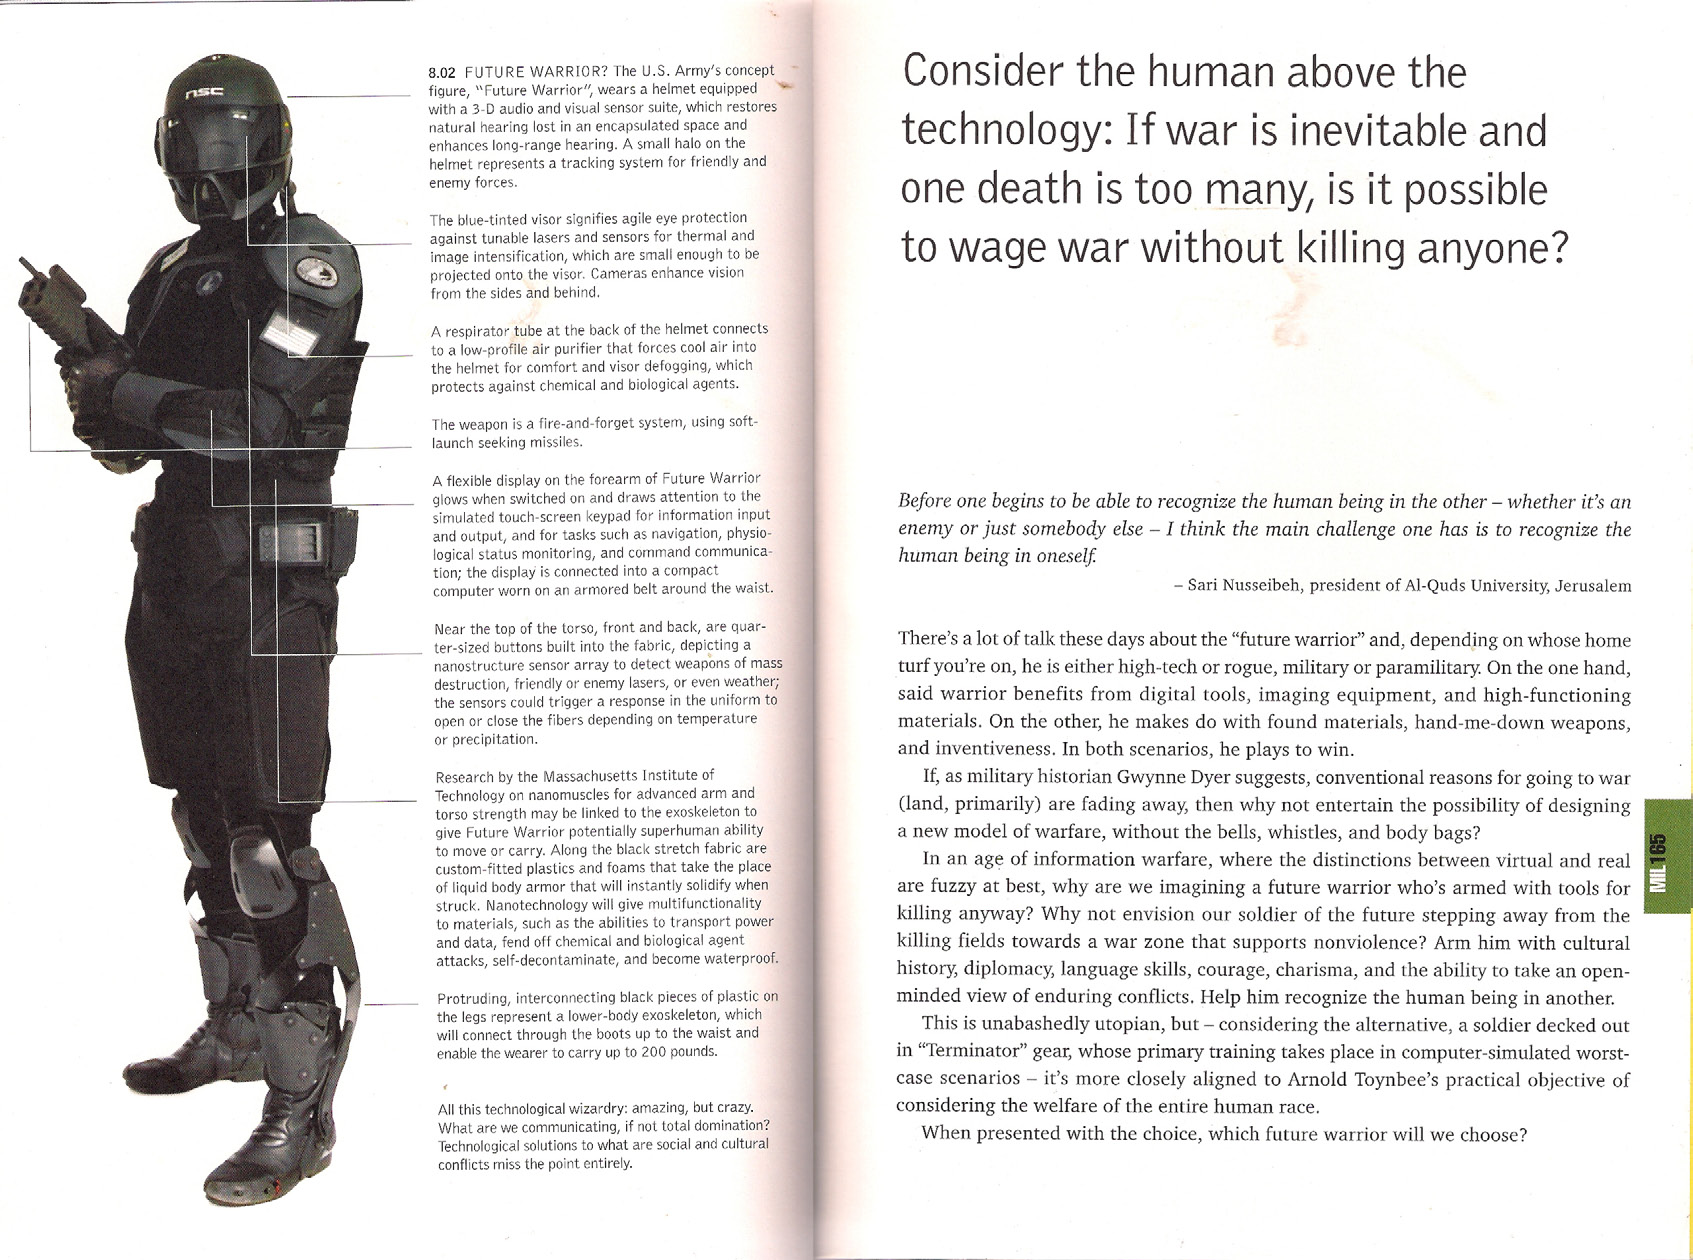 nsc
8.02 FUTURE WARRIOR? The U.S. Army's concept
figure, "Future Warrior", wears a helmet equipped
with a 3-D audio and visual sensor suite, which restores
natural hearing lost in an encapsulated space and
enhances long-range hearing. A small halo on the
helmet represents a tracking system for friendly and
enemy forces.
The blue-tinted visor signifies agile eye protection
against tunable lasers and sensors for thermal and
image intensification, which are small enough to be
projected onto the visor. Cameras enhance vision
from the sides and behind.
A respirator tube at the back of the helmet connects
to a low-profile air purifier that forces cool air into
the helmet for comfort and visor defogging, which
protects against chemical and biological agents.
The weapon is a fire-and-forget system, using soft-
launch seeking missiles.
A flexible display on the forearm of Future Warrior
glows when switched on and draws attention to the
simulated touch-screen keypad for information input
and output, and for tasks such as navigation, physio-
logical status monitoring, and command communica-
tion; the display is connected into a compact
computer worn on an armored belt around the waist.
Near the top of the torso, front and back, are quar-
ter-sized buttons built into the fabric, depicting a
nanostructure sensor array to detect weapons of mass
destruction, friendly or enemy lasers, or even weather;
the sensors could trigger a response in the uniform to
open or close the fibers depending on temperature
or precipitation.
Research by the Massachusetts Institute of
Technology on nanomuscles for advanced arm and
torso strength may be linked to the exoskeleton to
give Future Warrior potentially superhuman ability
to move or carry. Along the black stretch fabric are
custom-fitted plastics and foams that take the place
of liquid body armor that will instantly solidify when
struck. Nanotechnology will give multifunctionality
to materials, such as the abilities to transport power
and data, fend off chemical and biological agent
attacks, self-decontaminate, and become waterproof.
Protruding, interconnecting black pieces of plastic on
the legs represent a lower-body exoskeleton, which
will connect through the boots up to the waist and
enable the wearer to carry up to 200 pounds.
All this technological wizardry: amazing, but crazy.
What are we communicating, if not total domination?
Technological solutions to what are social and cultural
conflicts miss the point entirely.
Consider the human above the
technology: If war is inevitable and
one death is too many, is it possible
to wage war without killing anyone?
Before one begins to be able to recognize the human being in the other – whether it's an
enemy or just somebody else – I think the main challenge one has is to recognize the
human being in oneself.
– Sari Nusseibeh, president of Al-Quds University, Jerusalem
There's a lot of talk these days about the "future warrior" and, depending on whose home
turf you're on, he is either high-tech or rogue, military or paramilitary. On the one hand,
said warrior benefits from digital tools, imaging equipment, and high-functioning
materials. On the other, he makes do with found materials, hand-me-down weapons,
and inventiveness. In both scenarios, he plays to win.
If, as military historian Gwynne Dyer suggests, conventional reasons for going to war
(land, primarily) are fading away, then why not entertain the possibility of designing
a new model of warfare, without the bells, whistles, and body bags?
In an age of information warfare, where the distinctions between virtual and real
are fuzzy at best, why are we imagining a future warrior who's armed with tools for
killing anyway? Why not envision our soldier of the future stepping away from the
killing fields towards a war zone that supports nonviolence? Arm him with cultural
history, diplomacy, language skills, courage, charisma, and the ability to take an open-
minded view of enduring conflicts. Help him recognize the human being in another.
This is unabashedly utopian, but – considering the alternative, a soldier decked out
in "Terminator" gear, whose primary training takes place in computer-simulated worst-
case scenarios – it's more closely aligned to Arnold Toynbee's practical objective of
considering the welfare of the entire human race.
When presented with the choice, which future warrior will we choose?
MIL165